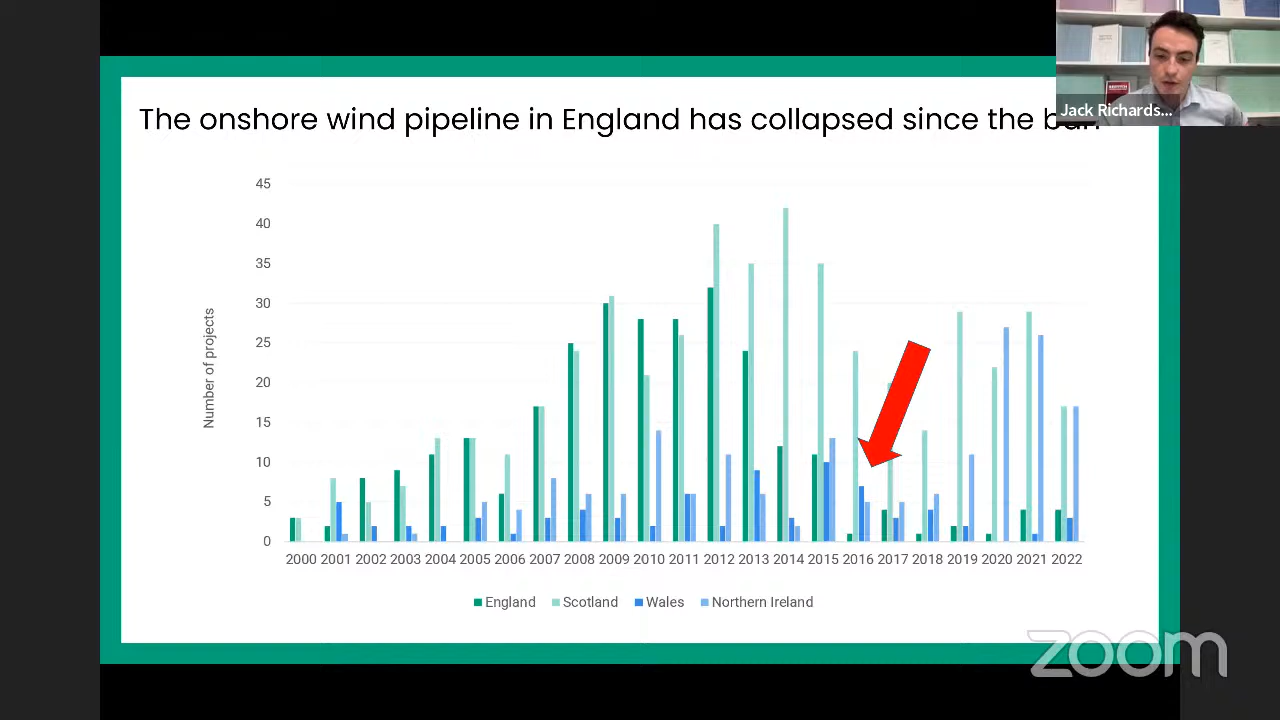 The onshore wind pipeline in England has collapsed since the ban
Jack Richards...
45
40
35
30
25
20
15
10
5
0
Number of projects
2000 2001 2002 2003 2004 2005 2006 2007 2008 2009 2010 2011 2012 2013 2014 2015 2016 2017 2018 2019 2020 2021 2022
England Scotland Wales Northern Ireland
zoom